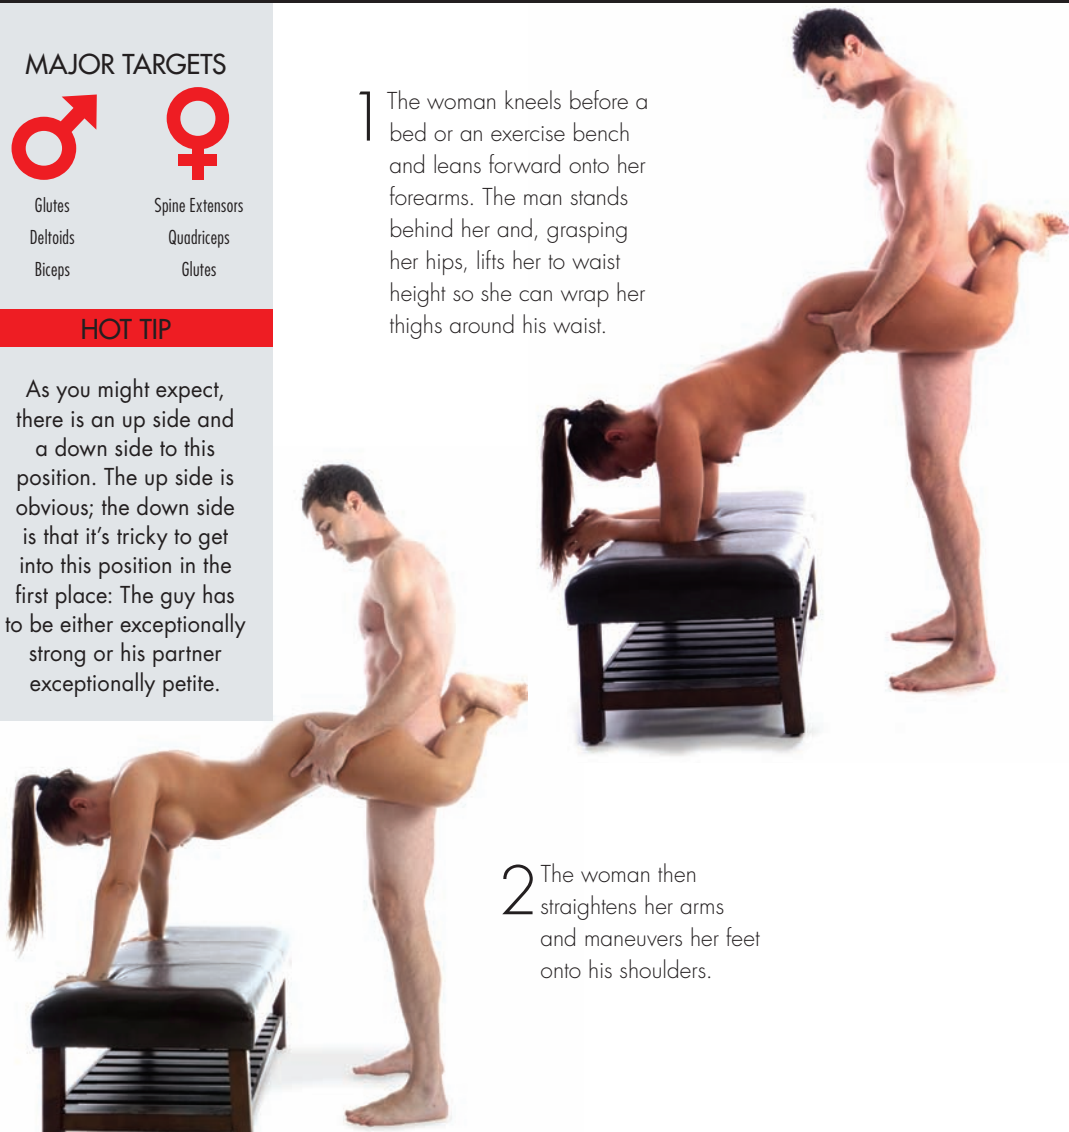 MAJOR TARGETS
Glutes
Deltoids
Biceps
Spine Extensors
Quadriceps
Glutes
HOT TIP
As you might expect,
there is an up side and
a down side to this
position. The up side is
obvious; the down side
is that it’s tricky to get
into this position in the
first place: The guy has
to be either exceptionally
strong or his partner
exceptionally petite.
1 The woman kneels before a
bed or an exercise bench
and leans forward onto her
forearms. The man stands
behind her and, grasping
her hips, lifts her to waist
height so she can wrap her
thighs around his waist.
2 The woman then
straightens her arms
and maneuvers her feet
onto his shoulders.